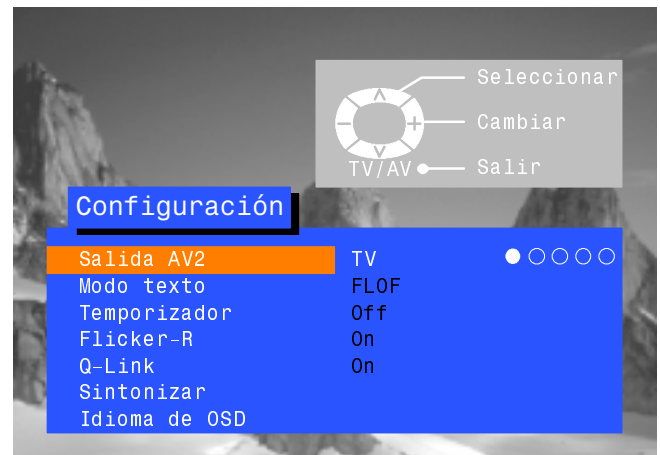 Seleccionar
- + Cambiar
TV/AV Salir
Configuración
Salida AV2 TV
Modo texto FLOF
Temporizador Off
Flicker-R On
Q-Link On
Sintonizar
Idioma de OSD